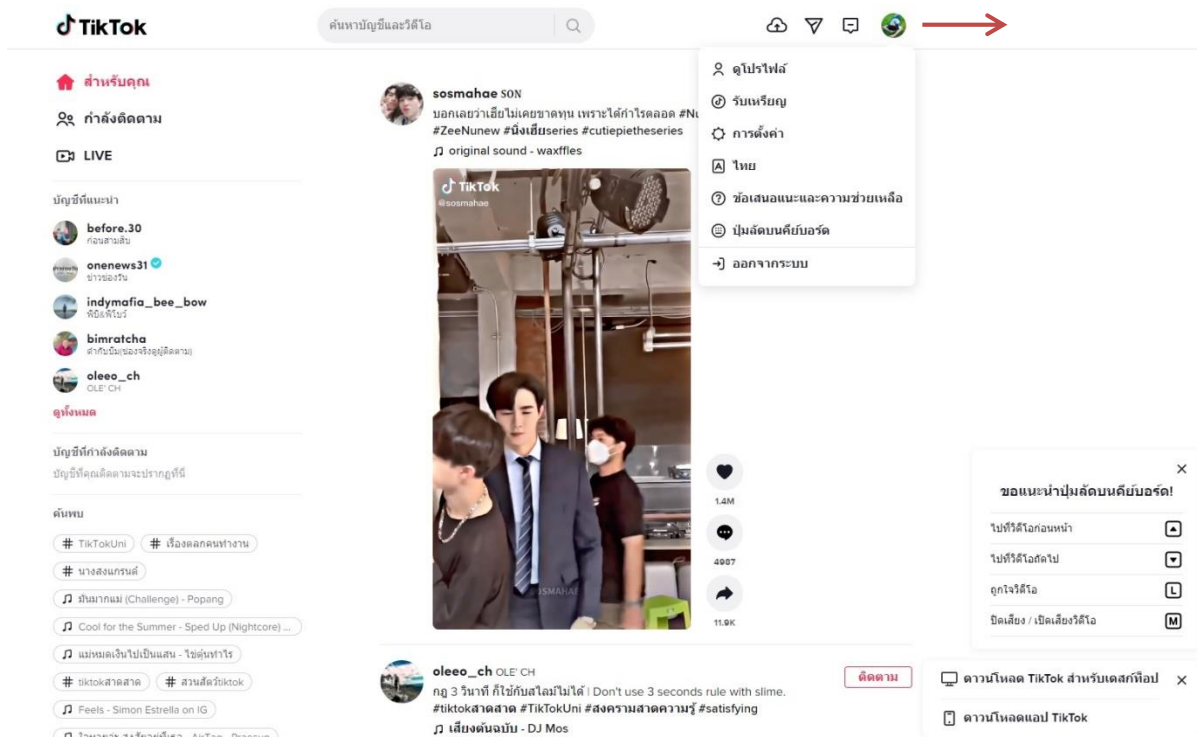 TikTok
ค้นหาบัญชีและวิดีโอ
สำหรับคุณ
กำลังติดตาม
LIVE
บัญชีที่แนะนำ
before.30
ก่อนสามสิบ
onenews31
ข่าวช่องวัน
indymafia_bee_bow
พี่บี&พี่โบว์
bimratcha
ดูทั้งหมด
oleeo_ch
OLE' CH
บัญชีที่กำลังติดตาม
บัญชีที่คุณติดตามจะปรากฏที่นี่
ค้นพบ
# TikTokUni
# เรื่องตลกคนทำงาน
# นางสงแกรนด์
มันมากแม่ (Challenge) - Popang
Cool for the Summer - Sped Up (Nightcore) ...
แม่หมดเงินไปเป็นแสน - ไข่ตุ๋นทำไร
# tiktokสาดสาด
# สวนสัตว์tiktok
Feels - Simon Estrella on IG
sosmahae SON
บอกเลยว่าเฮียไม่เคยขาดทุน เพราะได้กำไรตลอด
#ZeeNunew #นิ่งเฮียseries #cutiepietheseries
original sound - waxffles
TikTok
@sosmahae
SOSMAHAE
1.4M
4987
11.9K
oleeo_ch OLE' CH
ติดตาม
กฎ 3 วินาที ก็ใช้กับสไลม์ไม่ได้ | Don't use 3 seconds rule with slime.
#tiktokสาดสาด #TikTokUni #สงครามสาดความรู้ #satisfying
เสียงต้นฉบับ - DJ Mos
ดูโปรไฟล์
รับเหรียญ
การตั้งค่า
ไทย
ข้อเสนอแนะและความช่วยเหลือ
ปุ่มลัดบนคีย์บอร์ด
ออกจากระบบ
ขอแนะนำปุ่มลัดบนคีย์บอร์ด!
ไปที่วิดีโอก่อนหน้า
ไปที่วิดีโอถัดไป
ถูกใจวิดีโอ L
ปิดเสียง / เปิดเสียงวิดีโอ M
ดาวน์โหลด TikTok สำหรับเดสก์ท็อป
ดาวน์โหลดแอป TikTok